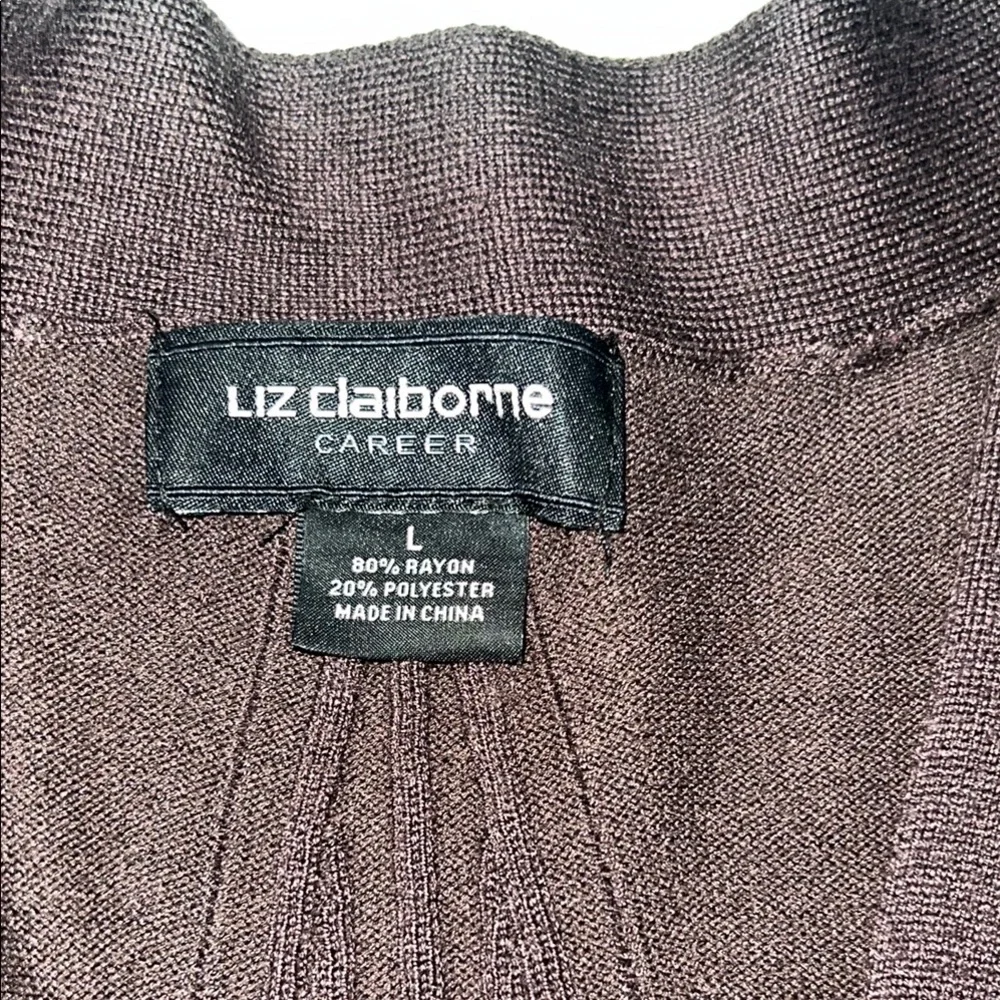 Liz claiborne
CAREER
L
80% RAYON
20% POLYESTER
MADE IN CHINA